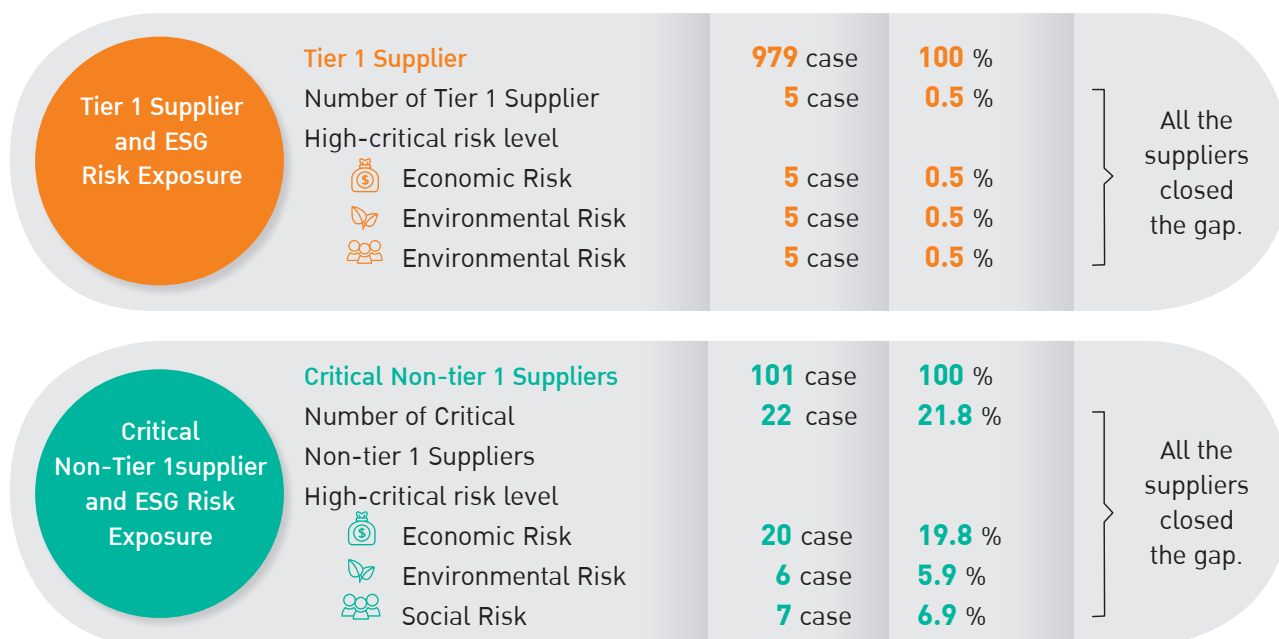 Tier 1 Supplier
and ESG
Risk Exposure
Tier 1 Supplier 979 case 100 %
Number of Tier 1 Supplier 5 case 0.5 %
High-critical risk level
Economic Risk 5 case 0.5 %
Environmental Risk 5 case 0.5 %
Environmental Risk 5 case 0.5 %
All the
suppliers
closed
the gap.
Critical
Non-Tier 1supplier
and ESG Risk
Exposure
Critical Non-tier 1 Suppliers 101 case 100 %
Number of Critical 22 case 21.8 %
Non-tier 1 Suppliers
High-critical risk level
Economic Risk 20 case 19.8 %
Environmental Risk 6 case 5.9 %
Social Risk 7 case 6.9 %
All the
suppliers
closed
the gap.